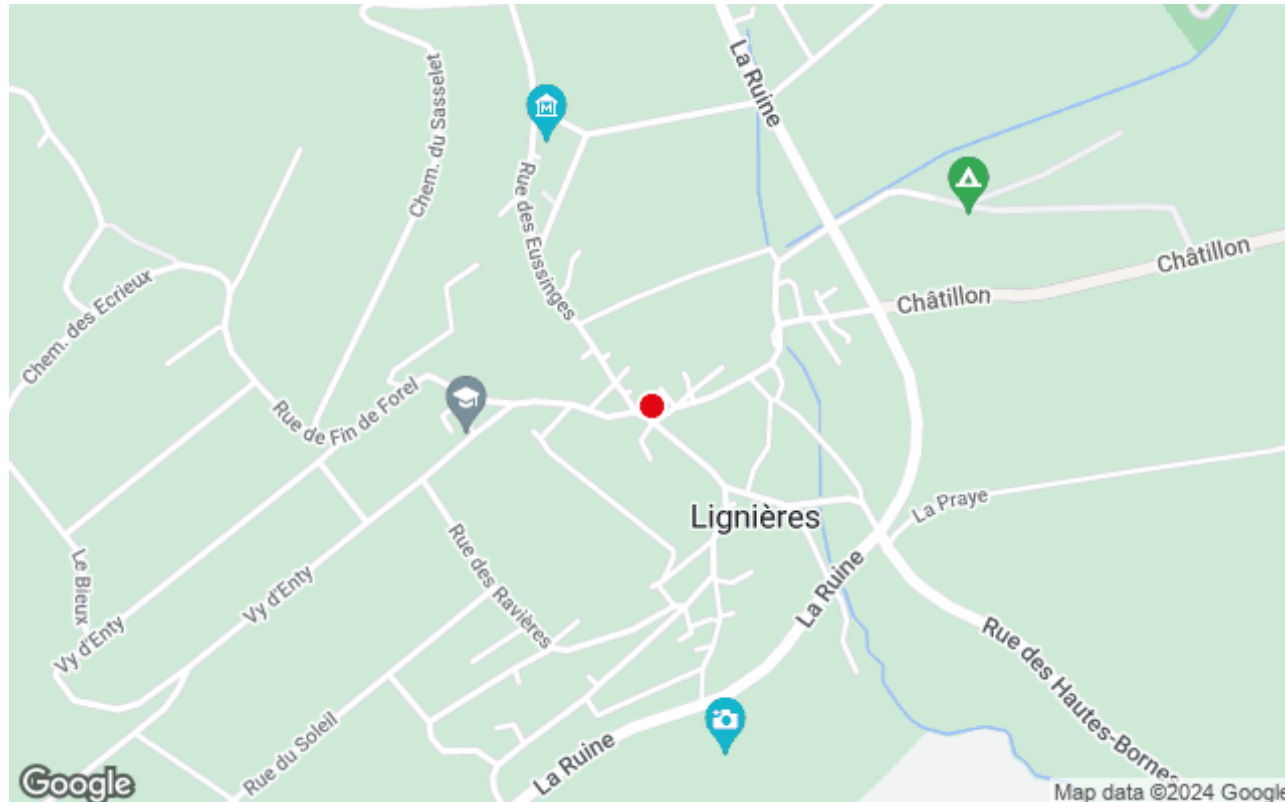 La Ruine
Chem. du Sasselet
Rue des Eussinges
Châtillon
Châtillon
Chem. des Ecrieux
Rue de Fin de Forel
Lignières
La Praye
Le Bieux
Vy d'Enty
Vy d'Enty
Rue des Ravières
La Ruine
Rue des Hautes-Bornes
Rue du Soleil
La Ruine
Google
Map data ©2024 Google